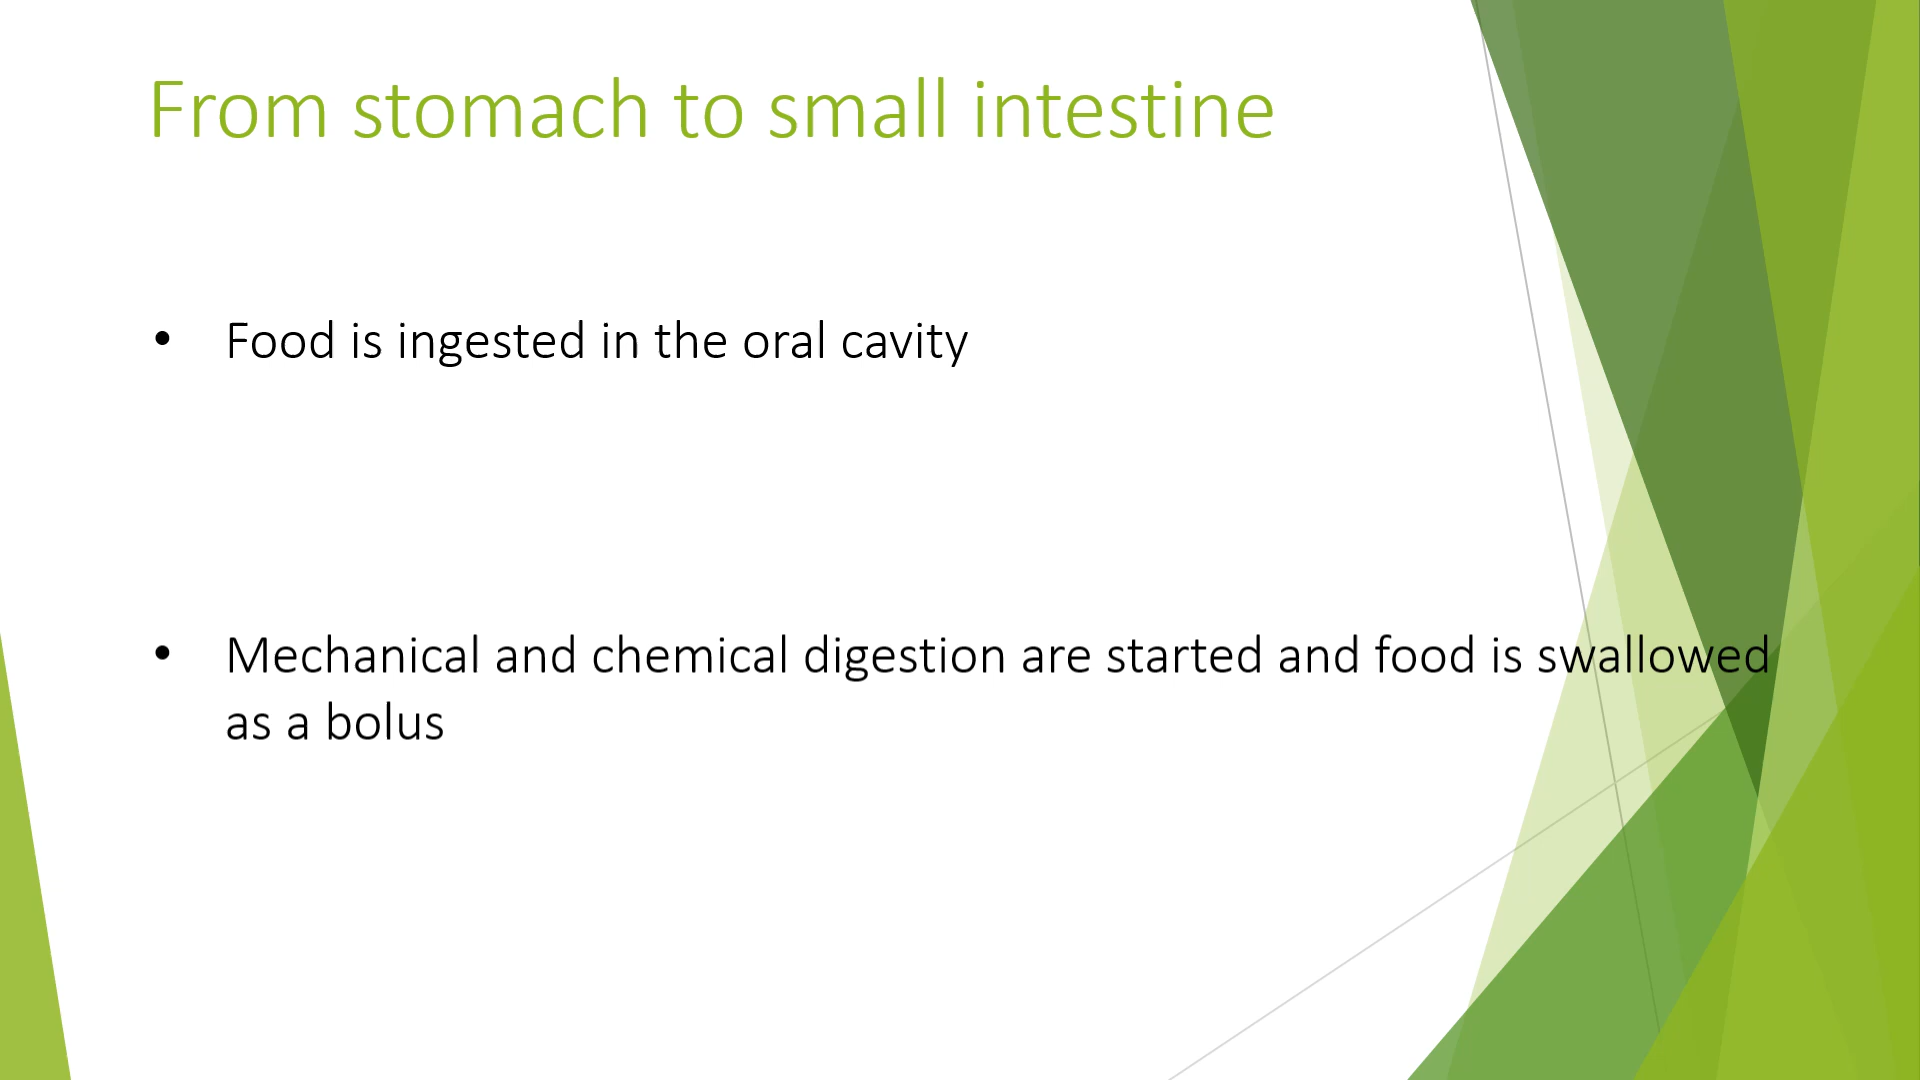 From stomach to small intestine
• Food is ingested in the oral cavity
• Mechanical and chemical digestion are started and food is swallowed
as a bolus